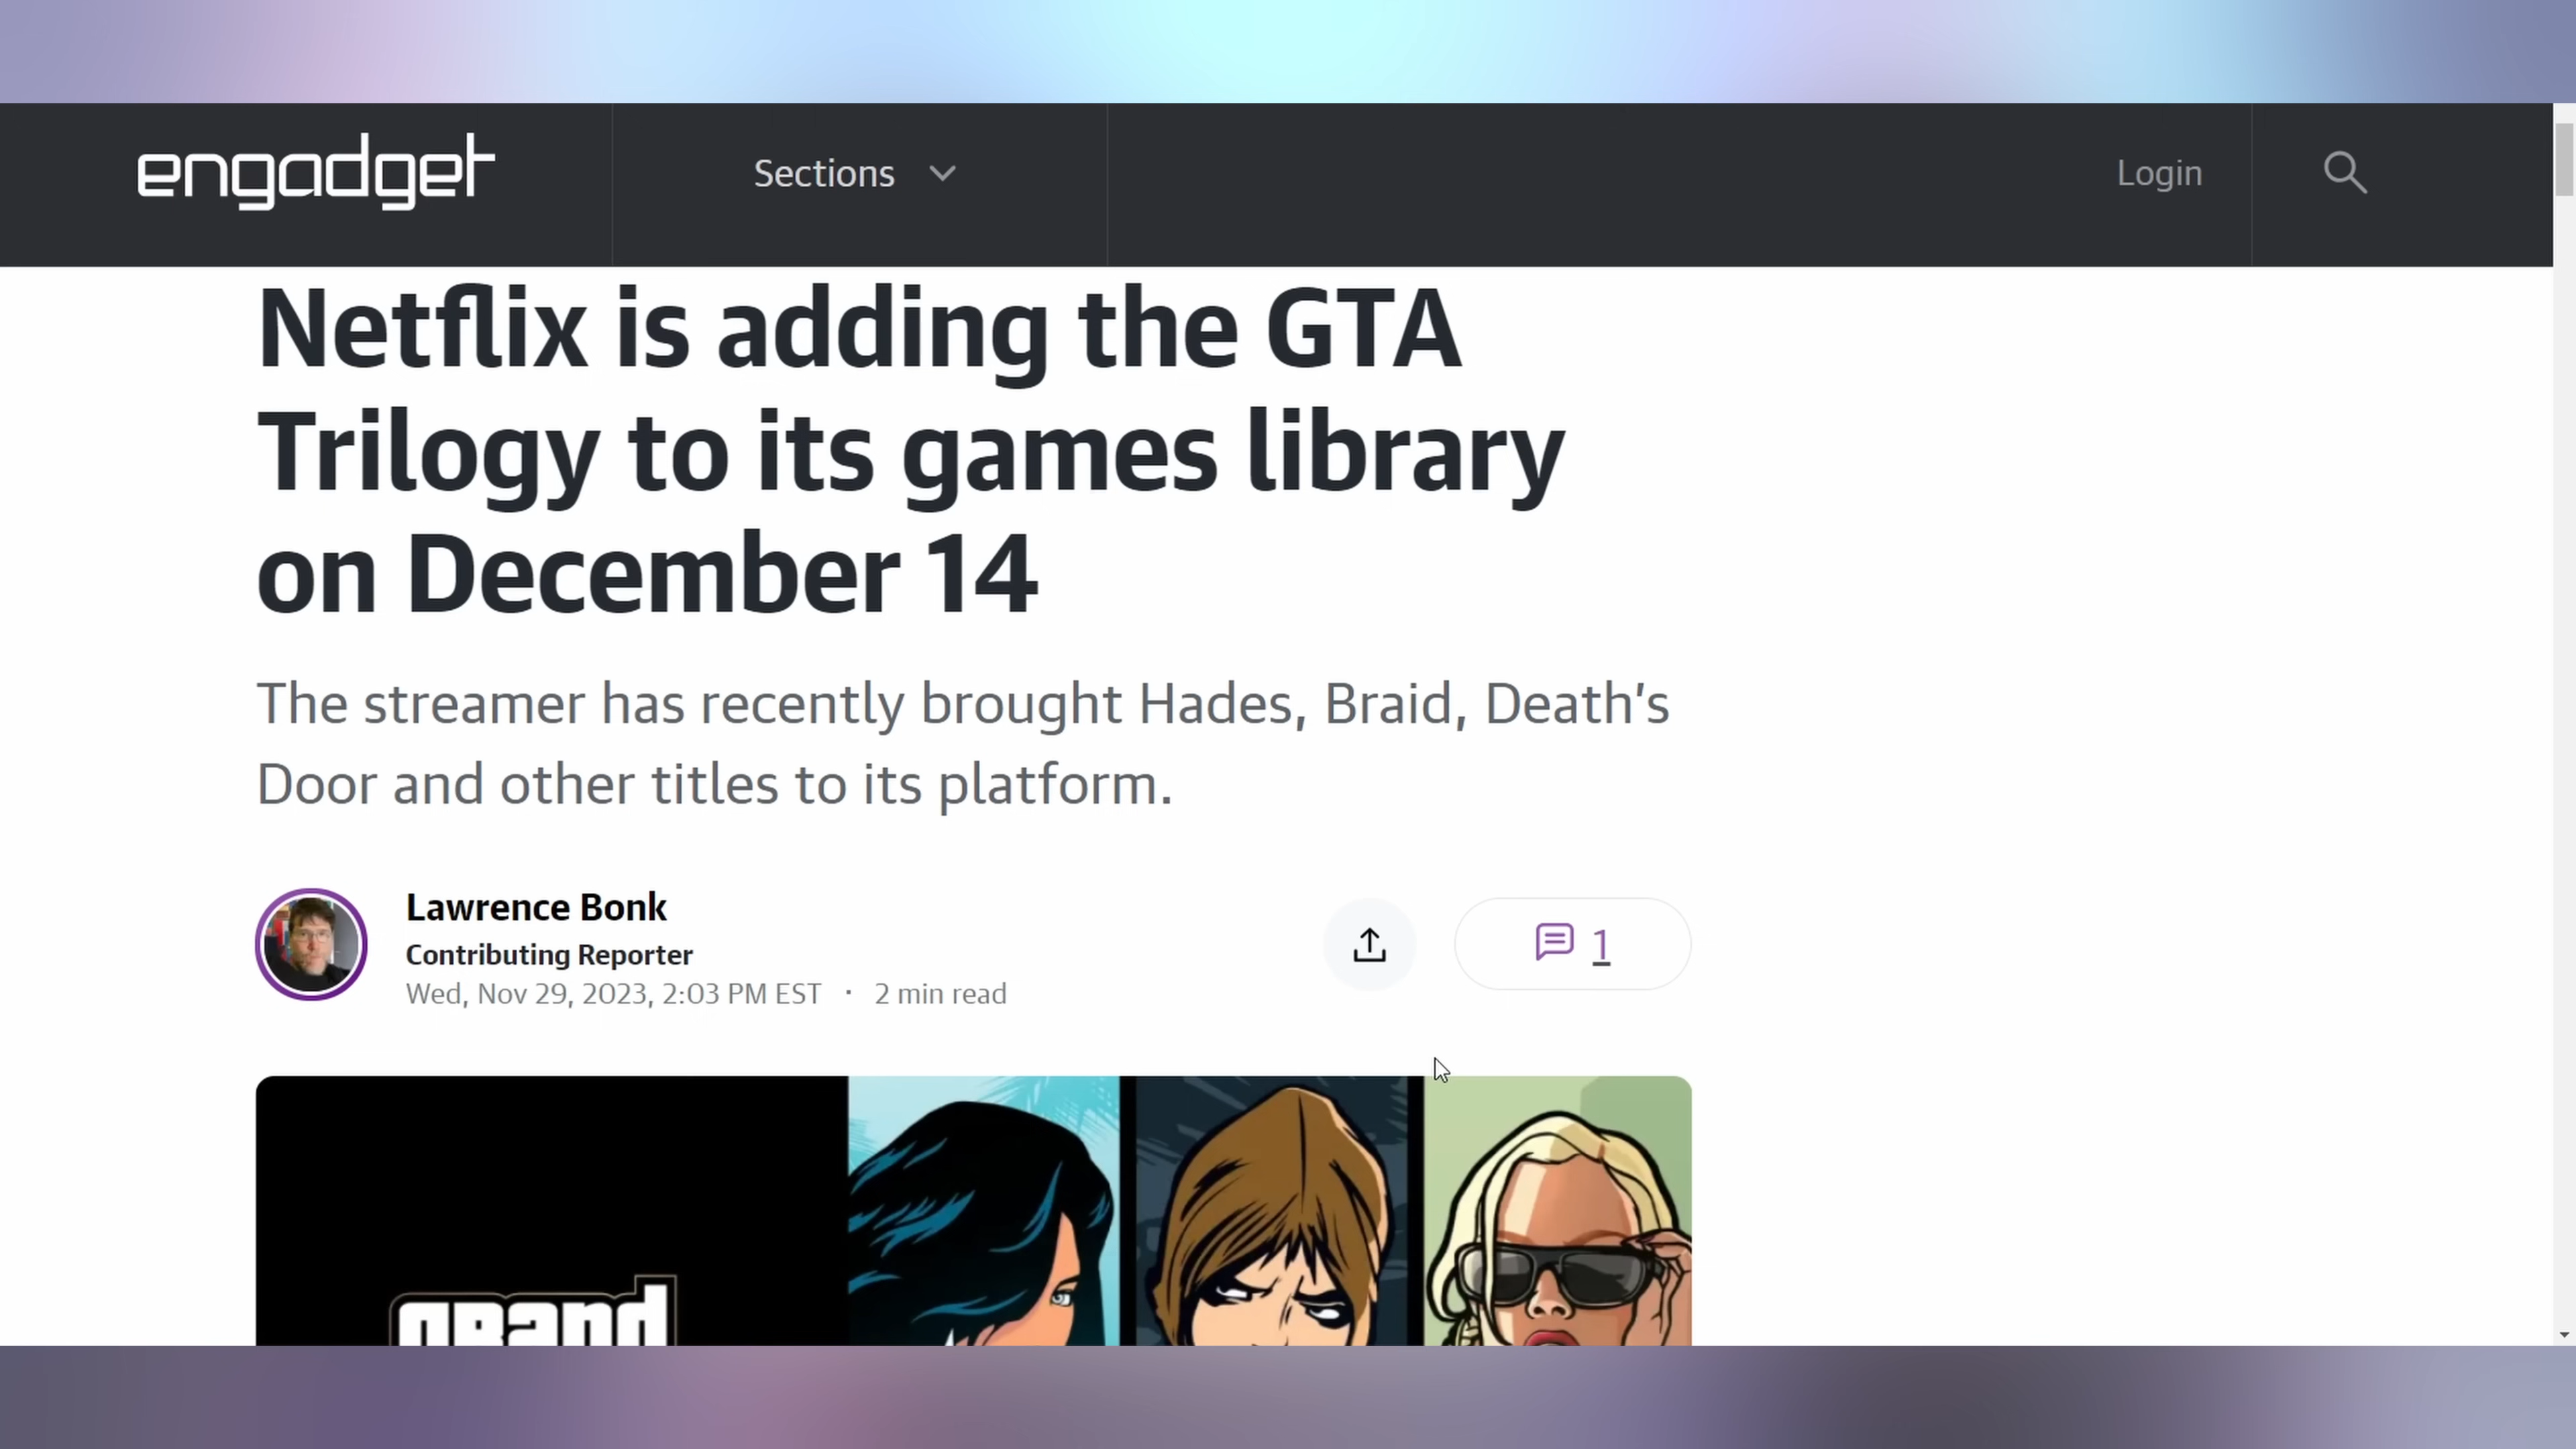 engadget
Sections
Login
Netflix is adding the GTA
Trilogy to its games library
on December 14
The streamer has recently brought Hades, Braid, Death’s
Door and other titles to its platform.
Lawrence Bonk
Contributing Reporter
Wed, Nov 29, 2023, 2:03 PM EST · 2 min read
1
grand